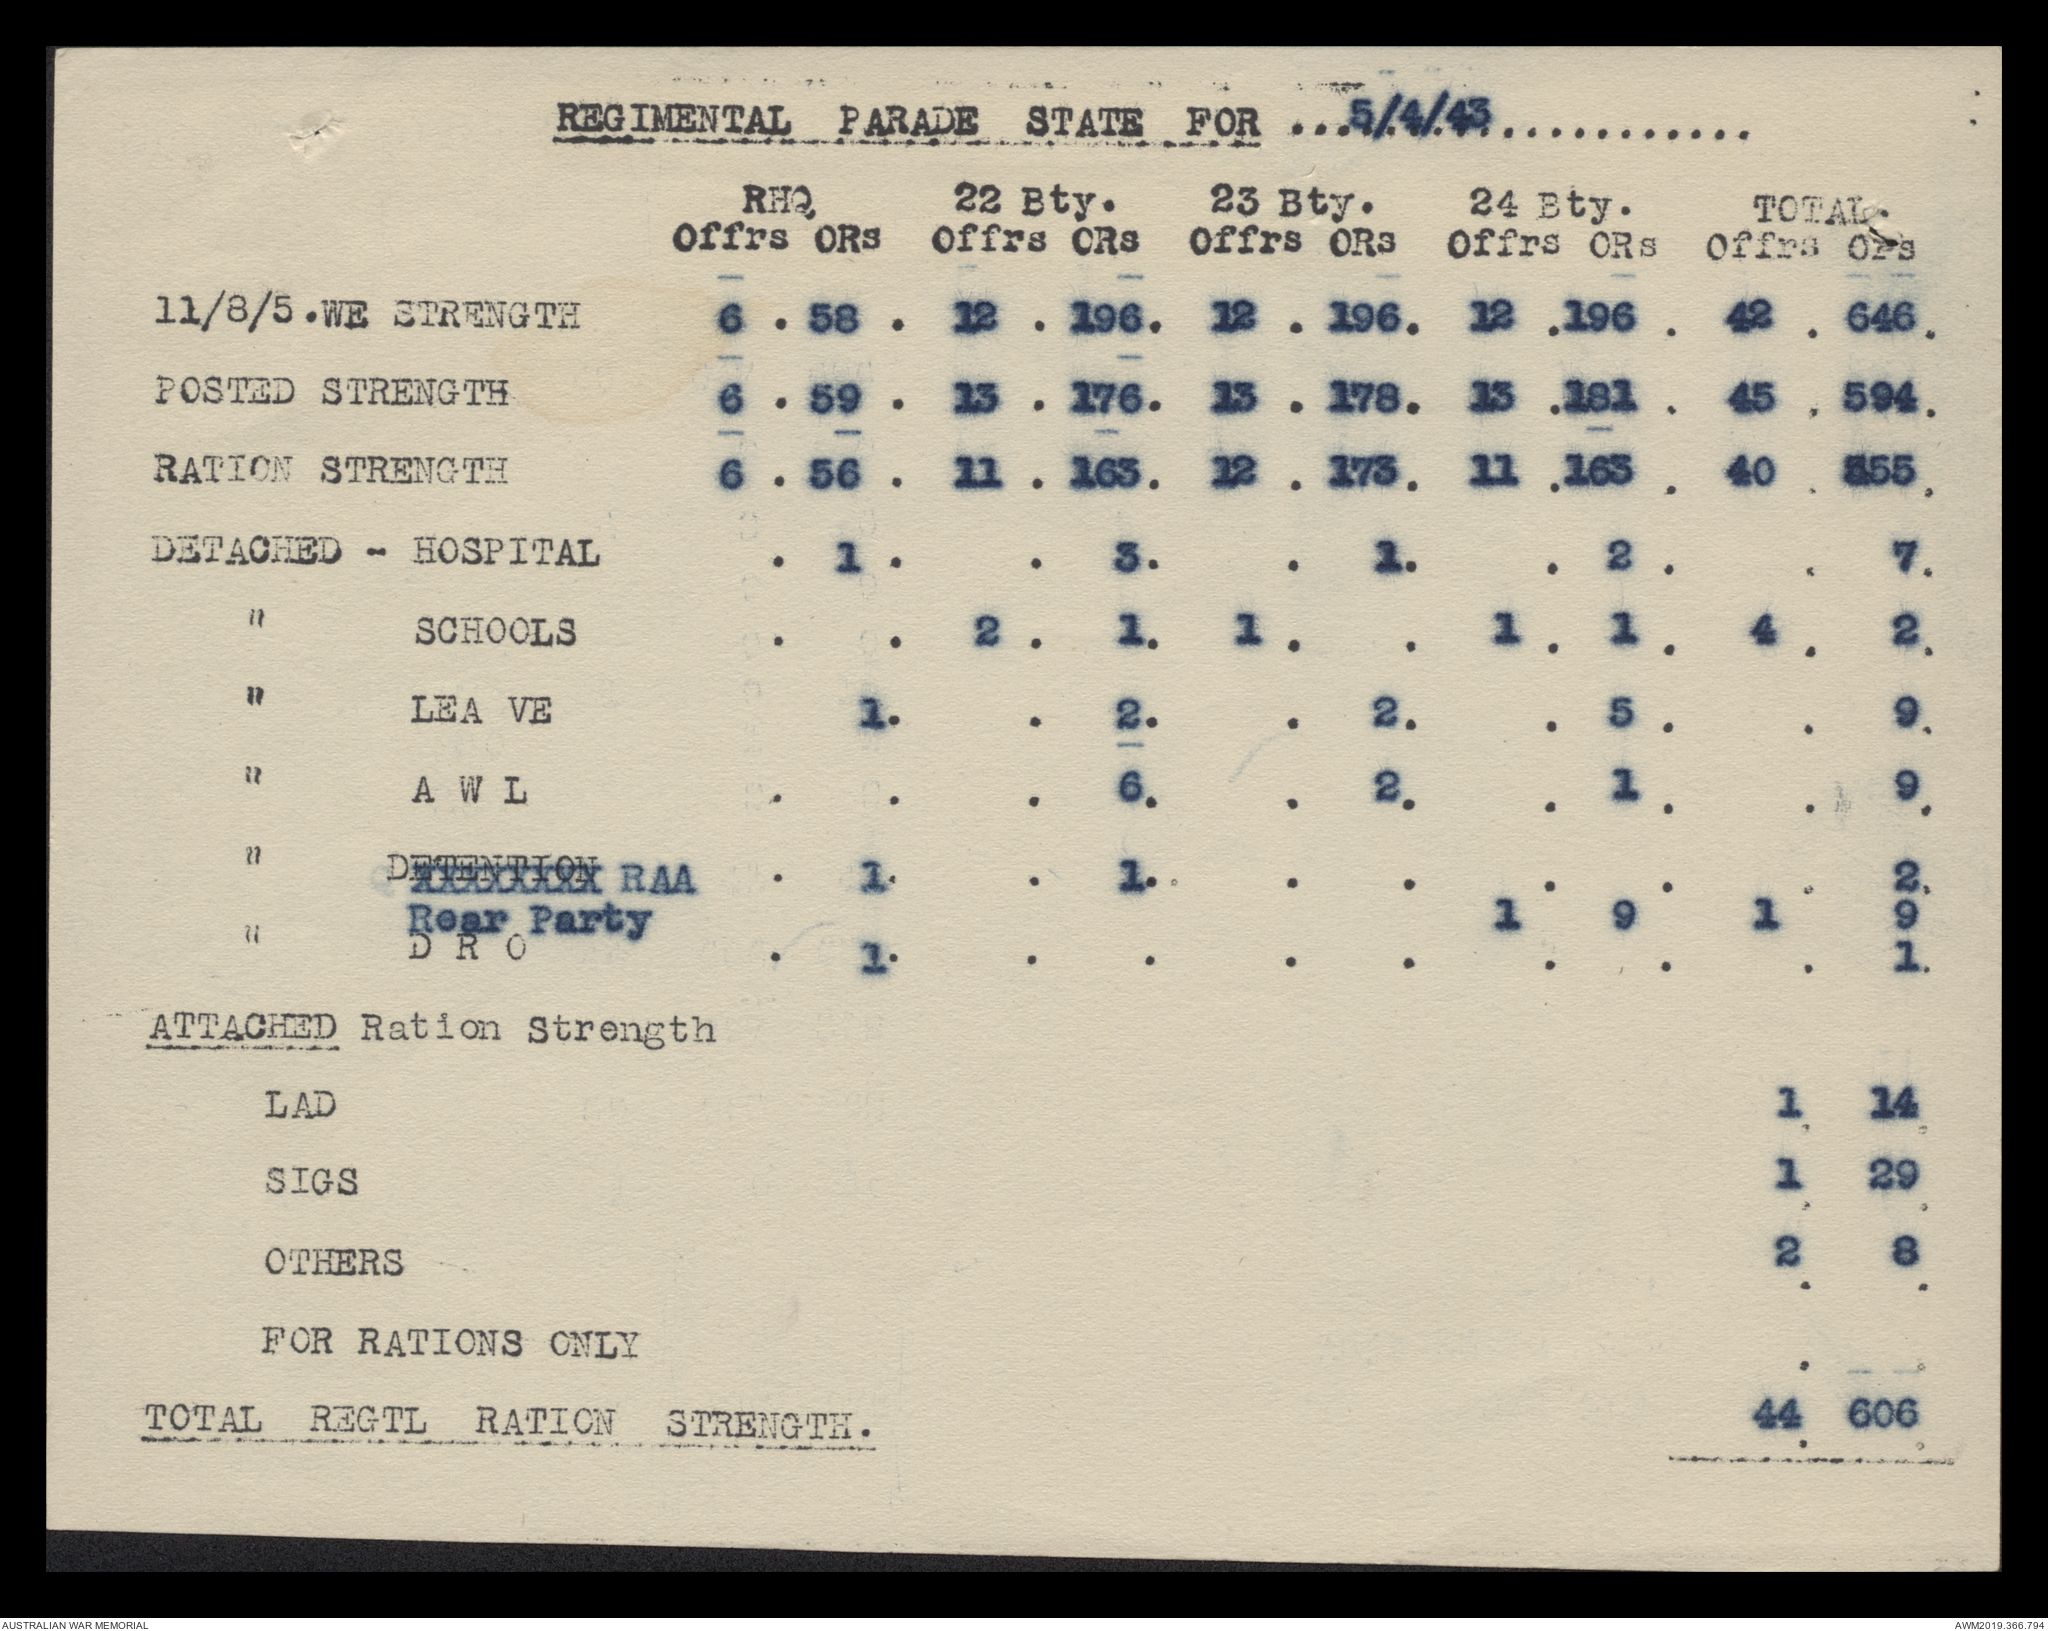 REGIMENTAL PARADE STATE FOR ...5/4/43....................
RHQ 22 Bty. 23 Bty. 24 Bty. TOTAL.
Offrs ORs Offrs ORs Offrs ORs Offrs ORs Offrs ORs
11/8/5.WE STRENGTH 6 . 58 . 12 . 196. 12 . 196. 12 .196 . 42 . 646.
POSTED STRENGTH 6 . 59 . 13 . 176. 13 . 178. 13 .181 . 45 . 594.
RATION STRENGTH 6 . 56 . 11 . 163. 12 . 173. 11 .163 . 40 . 555.
DETACHED - HOSPITAL . 1 . . 3. . 1. . 2 . . 7.
" SCHOOLS . . 2 . 1. 1 . . 1 . 1 . 4 . 2.
" LEA VE 1. . 2. . 2. . 5 . . 9.
" A W L . . . 6. . 2. . 1 . . 9.
" DETENTION XXXXXXXX RAA . 1. . 1. . . . . . 2.
Rear Party 1 9 1 9
" D R O . 1. . . . . . . . 1.
ATTACHED Ration Strength
LAD 1. 14.
SIGS 1. 29.
OTHERS 2. 8.
FOR RATIONS ONLY . .
TOTAL REGTL RATION STRENGTH. 44. 606.
AUSTRALIAN WAR MEMORIAL AWM2019.366.794